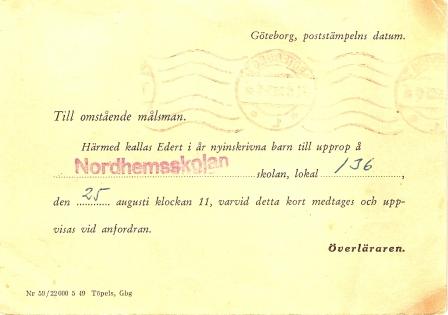 Göteborg, poststämpelns datum.
Till omstående målsman.
Härmed kallas Edert i år nyinskrivna barn till upprop å
Nordhemsskolan skolan, lokal 136,
den 25 augusti klockan 11, varvid detta kort medtages och upp-
visas vid anfordran.
Överläraren.
Nr 59/22000 5 49 Töpels, Gbg